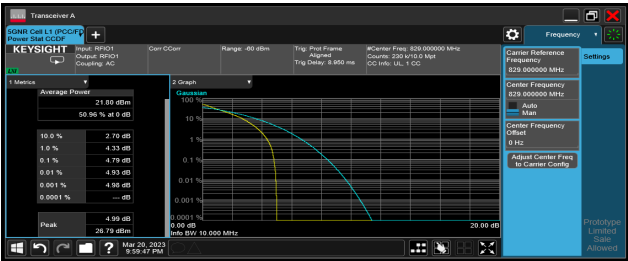 Transceiver A
5GNR Cell L1 (PCC/FD
Power Stat CCDF
Frequency
KEYSIGHT
LXI
Input: RFIO1
Output: RFIO1
Coupling: AC
Corr CCorr
Range: -60 dBm
Trig: Prot Frame
Aligned
Trig Delay: 8.950 ms
#Center Freq: 829.000000 MHz
Counts: 230 k/10.0 Mpt
CC Info: UL, 1 CC
Carrier Reference
Frequency
829.000000 MHz
Settings
1 Metrics
Average Power
21.80 dBm
50.96 % at 0 dB
10.0 % 2.70 dB
1.0 % 4.33 dB
0.1 % 4.79 dB
0.01 % 4.93 dB
0.001 % 4.98 dB
0.0001 % --- dB
Peak 4.99 dB
26.79 dBm
2 Graph
Gaussian
100 %
10 %
1 %
0.1 %
0.01 %
0.001 %
0.0001 %
0.00 dB
20.00 dB
Info BW 10.000 MHz
Center Frequency
829.000000 MHz
Auto
Man
Center Frequency
Offset
0 Hz
Adjust Center Freq
to Carrier Config
Prototype
Limited
Sale
Allowed
Mar 20, 2023
9:59:47 PM